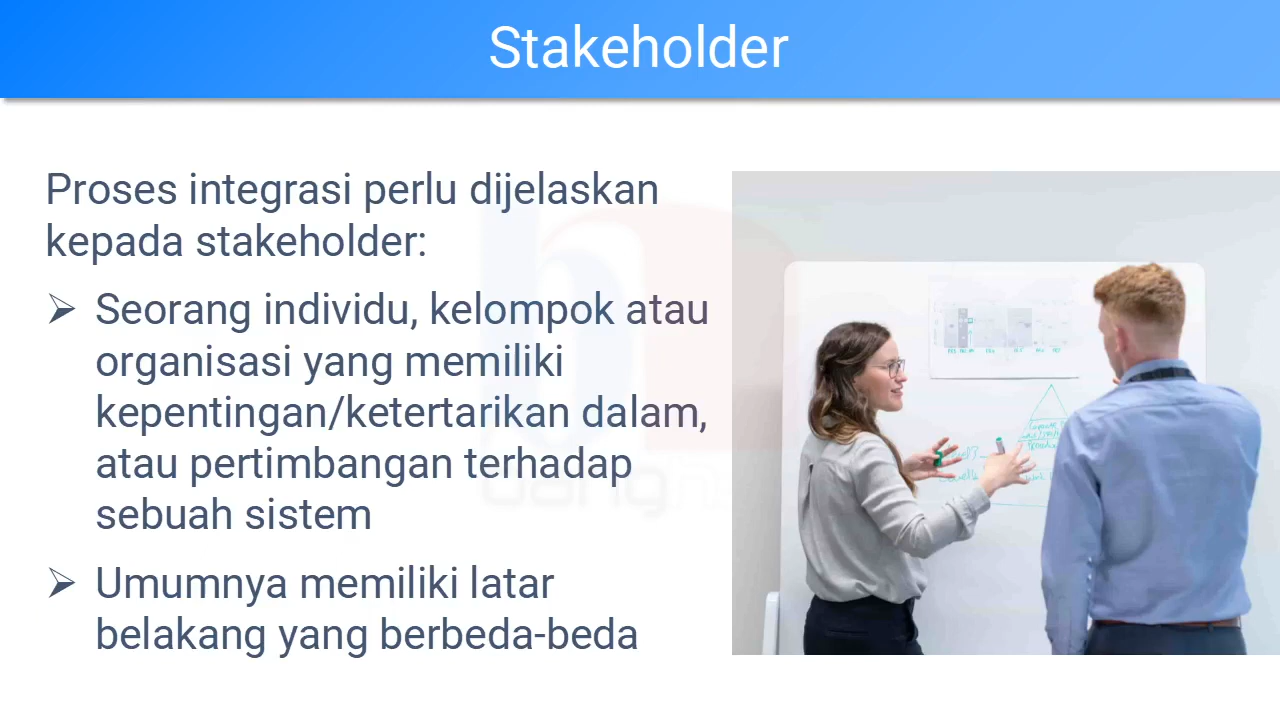 Stakeholder
Proses integrasi perlu dijelaskan
kepada stakeholder:
Seorang individu, kelompok atau
organisasi yang memiliki
kepentingan/ketertarikan dalam,
atau pertimbangan terhadap
sebuah sistem
Umumnya memiliki latar
belakang yang berbeda-beda